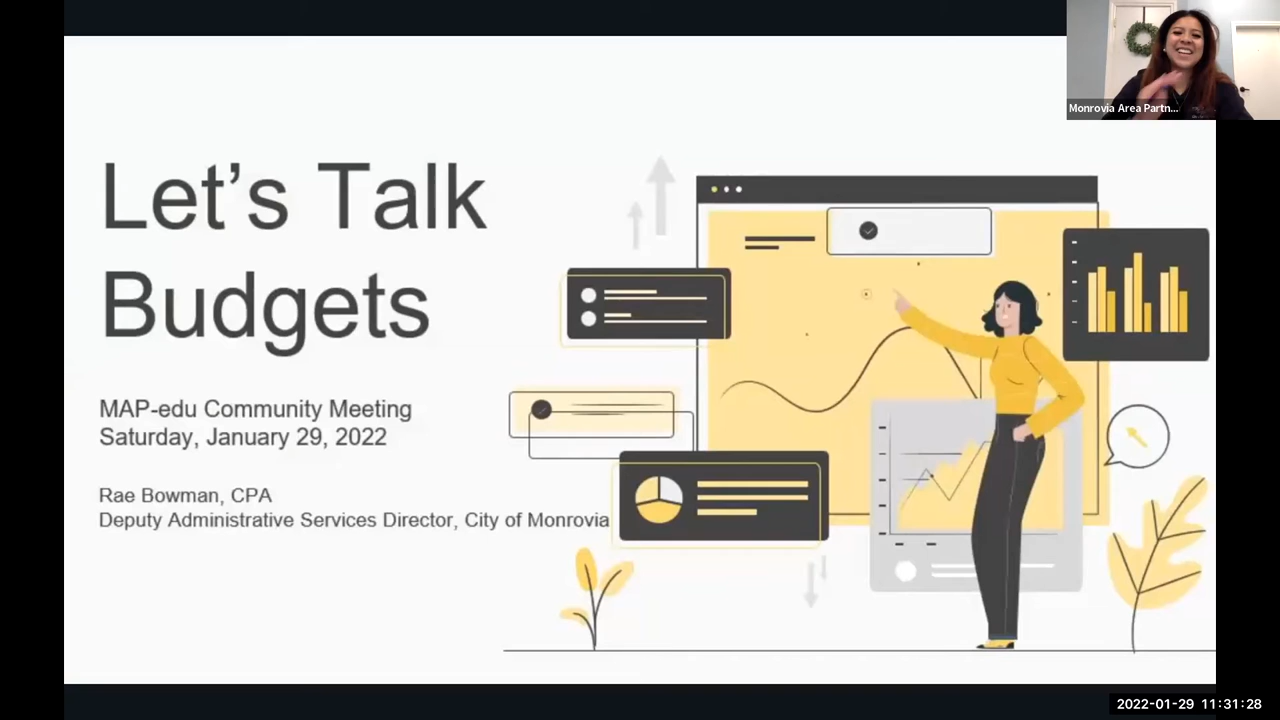 Monrovia Area Partn...
Let's Talk
Budgets
MAP-edu Community Meeting
Saturday, January 29, 2022
Rae Bowman, CPA
Deputy Administrative Services Director, City of Monrovia
2022-01-29 11:31:28